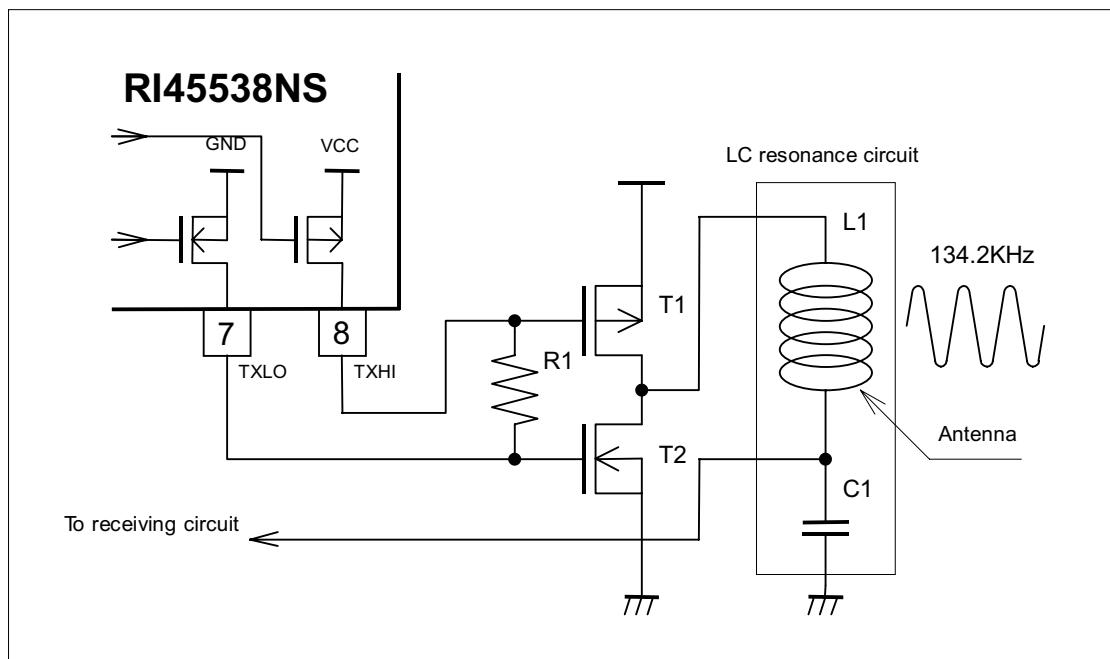 RI45538NS
GND
VCC
LC resonance circuit
L1
134.2KHz
T1
7
8
TXLO
TXHI
R1
Antenna
T2
C1
To receiving circuit